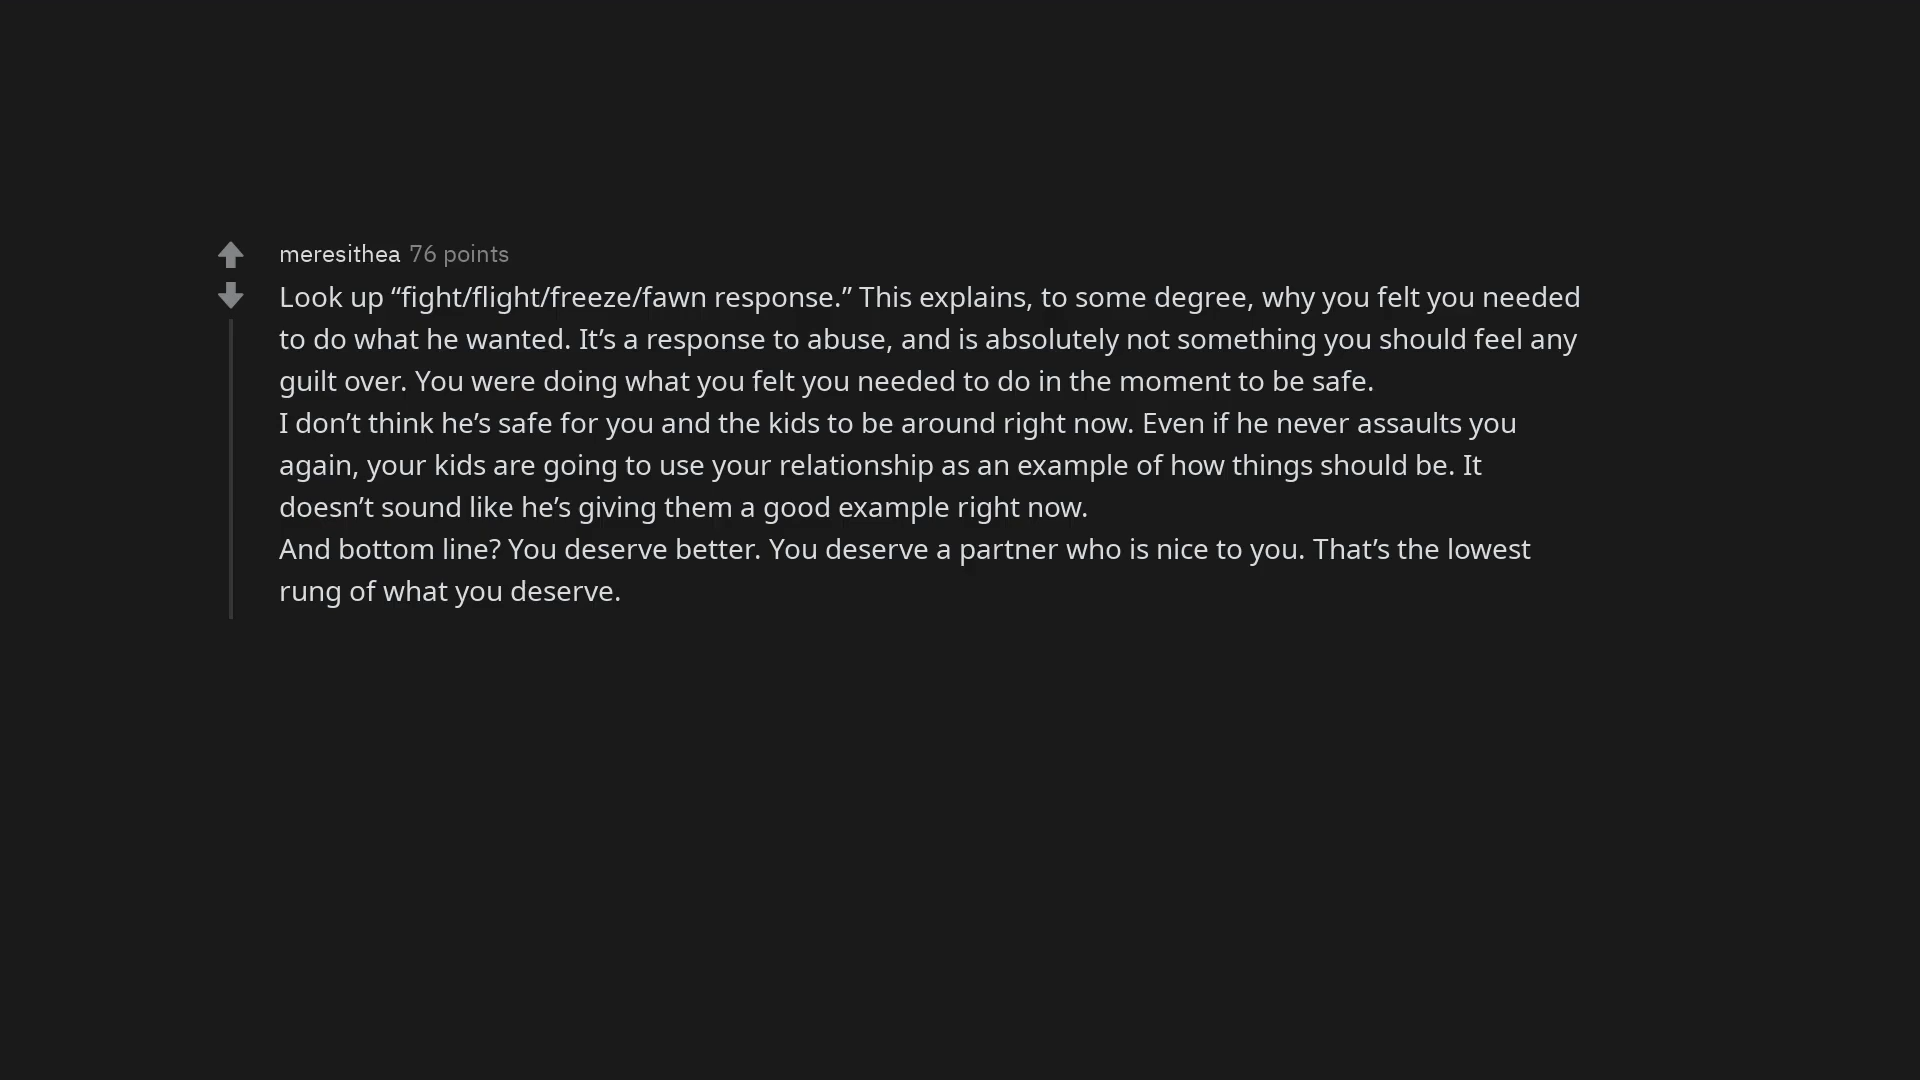 meresithea 76 points
Look up “fight/flight/freeze/fawn response.” This explains, to some degree, why you felt you needed
to do what he wanted. It’s a response to abuse, and is absolutely not something you should feel any
guilt over. You were doing what you felt you needed to do in the moment to be safe.
I don’t think he’s safe for you and the kids to be around right now. Even if he never assaults you
again, your kids are going to use your relationship as an example of how things should be. It
doesn’t sound like he’s giving them a good example right now.
And bottom line? You deserve better. You deserve a partner who is nice to you. That’s the lowest
rung of what you deserve.